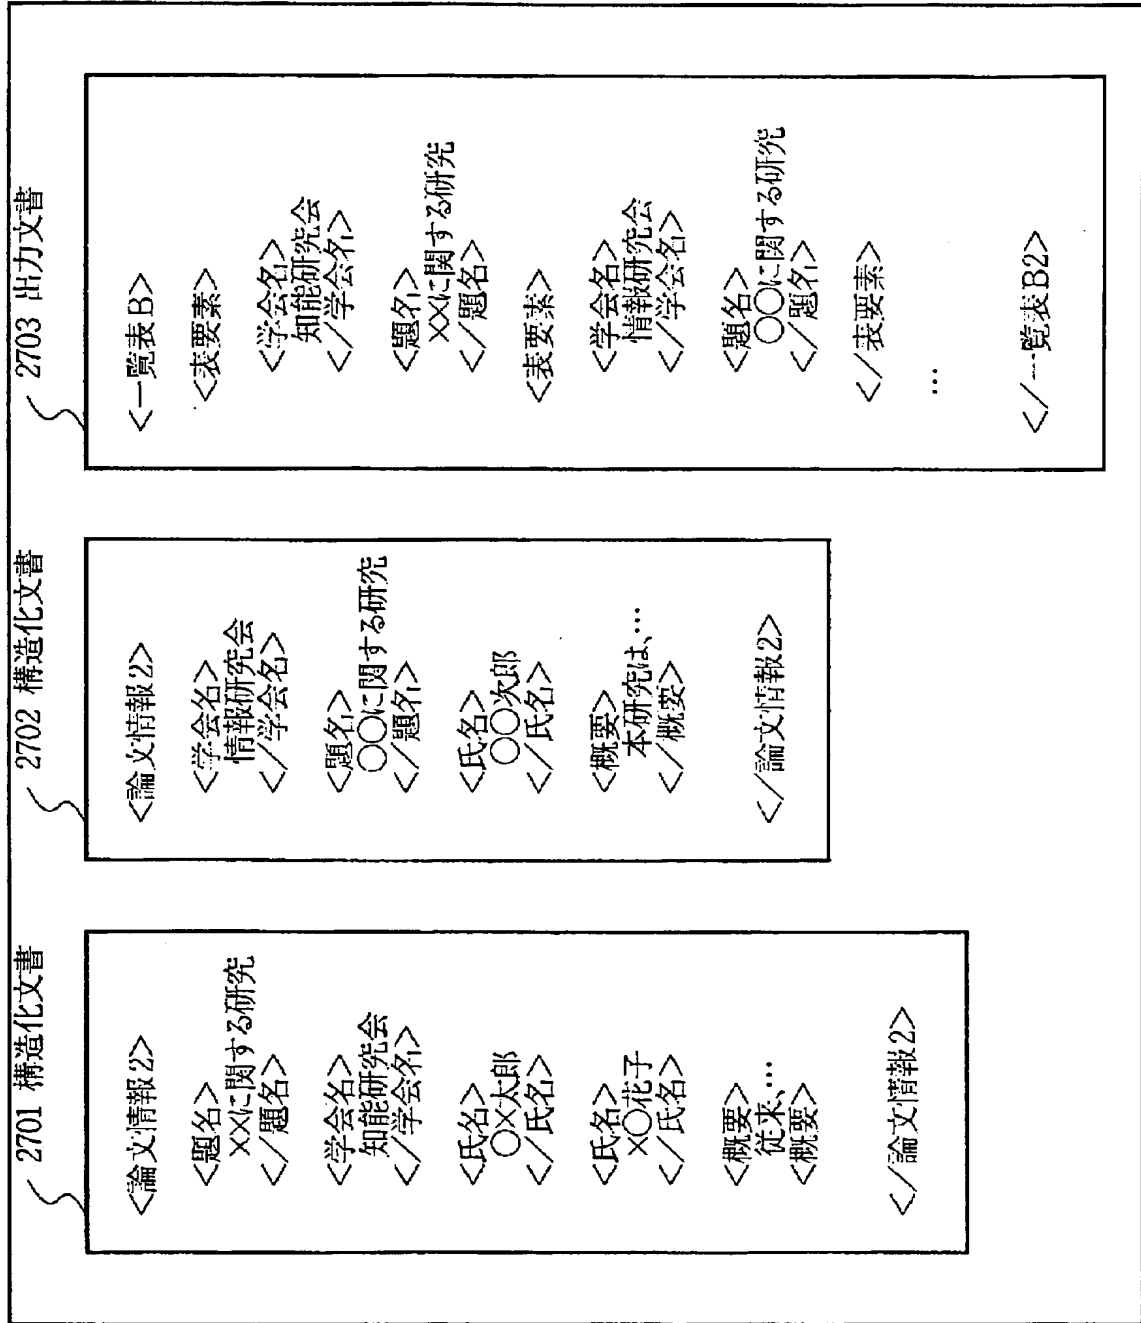 2701 構造化文書
<論文情報2>
<題名>
××に関する研究
</題名>
<学会名>
知能研究会
</学会名>
<氏名>
○×太郎
</氏名>
<氏名>
×○花子
</氏名>
<概要>
従来、…
<概要>
</論文情報2>
2702 構造化文書
<論文情報2>
<学会名>
情報研究会
</学会名>
<題名>
○○に関する研究
</題名>
<氏名>
○○次郎
</氏名>
<概要>
本研究は、…
</概要>
</論文情報2>
2703 出力文書
<一覧表B>
<表要素>
<学会名>
知能研究会
</学会名>
<題名>
××に関する研究
</題名>
<表要素>
<学会名>
情報研究会
</学会名>
<題名>
○○に関する研究
</題名>
</表要素>
…
</一覧表B2>